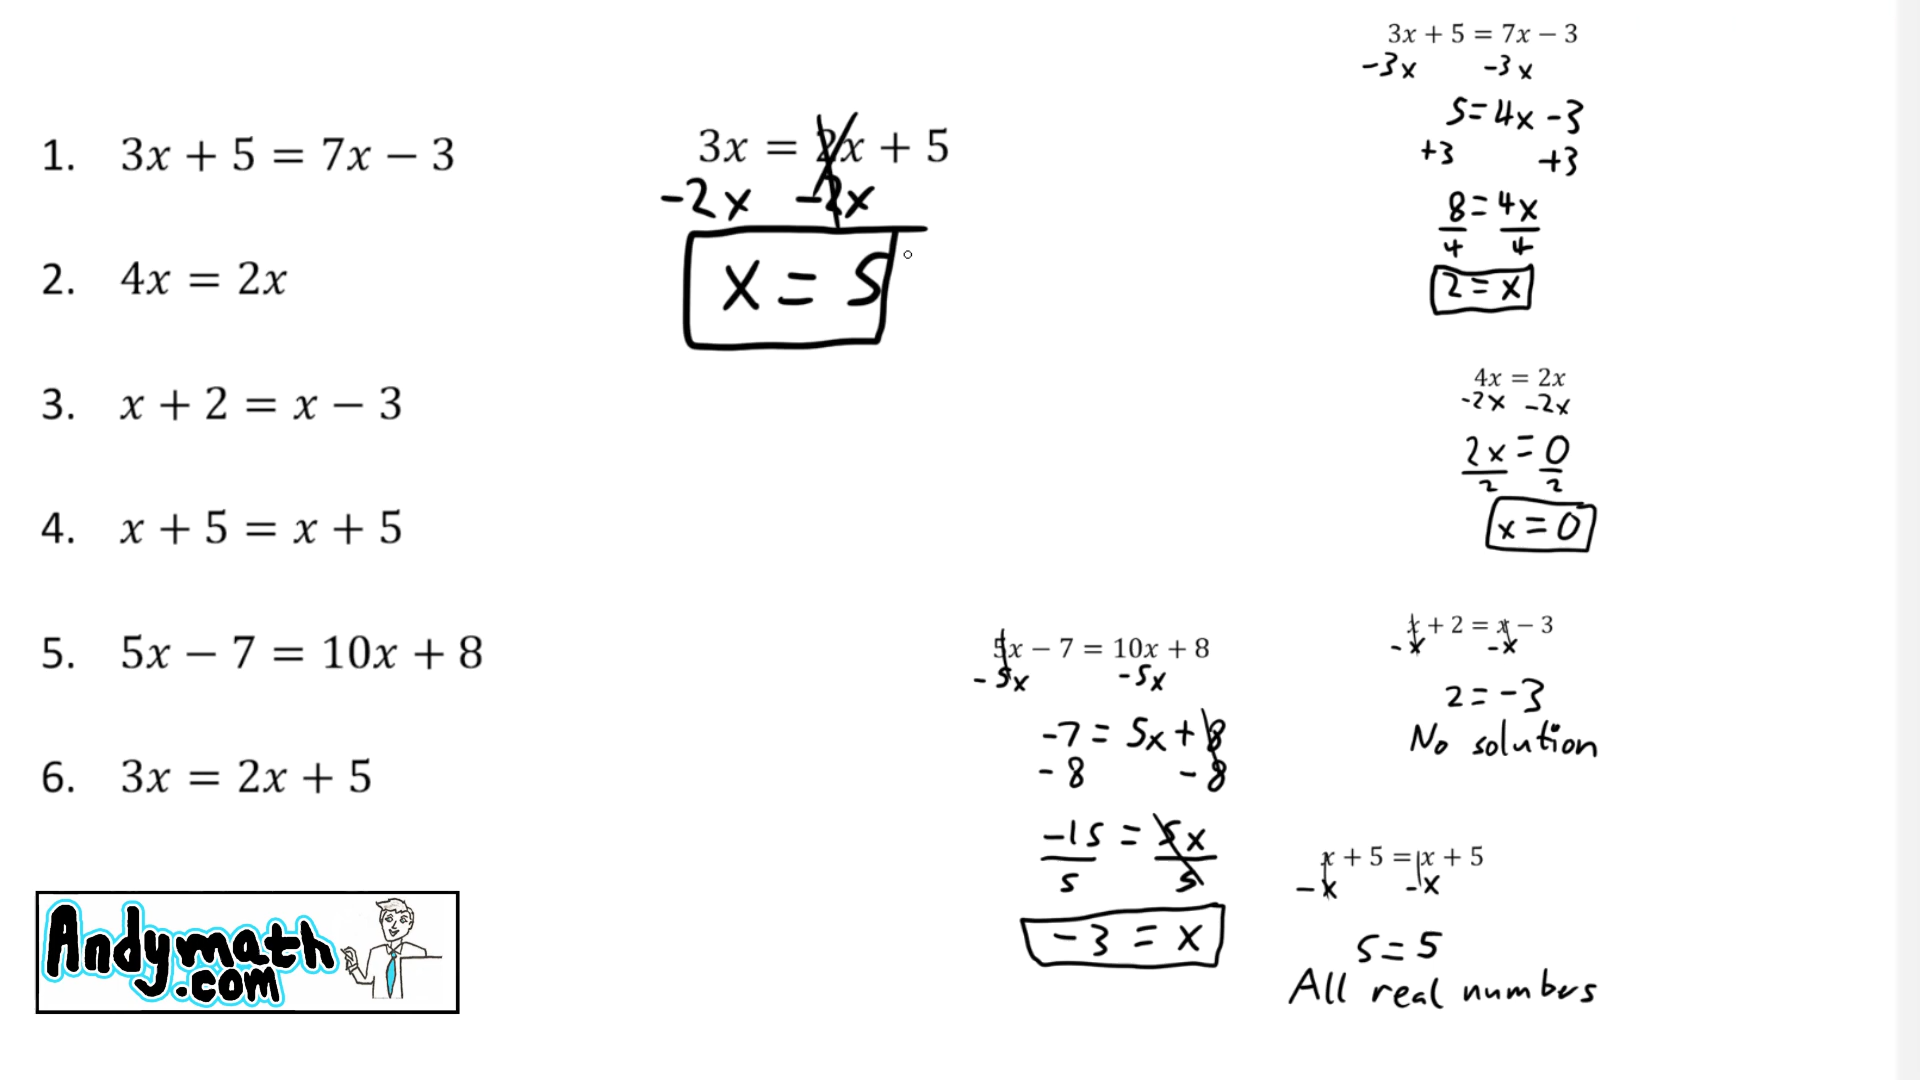 1. 3x + 5 = 7x − 3
2. 4x = 2x
3. x + 2 = x − 3
4. x + 5 = x + 5
5. 5x − 7 = 10x + 8
6. 3x = 2x + 5
Andymath
.com
3x = 2x + 5
-2x -2x
x = 5
3x + 5 = 7x − 3
-3x -3x
5 = 4x - 3
+3 +3
8 = 4x
4 4
2 = x
4x = 2x
-2x -2x
2x = 0
2 2
x = 0
5x − 7 = 10x + 8
-5x -5x
-7 = 5x + 8
-8 -8
-15 = 5x
5 5
-3 = x
x + 2 = x − 3
-x -x
2 = -3
No solution
x + 5 = x + 5
-x -x
5 = 5
All real numbers